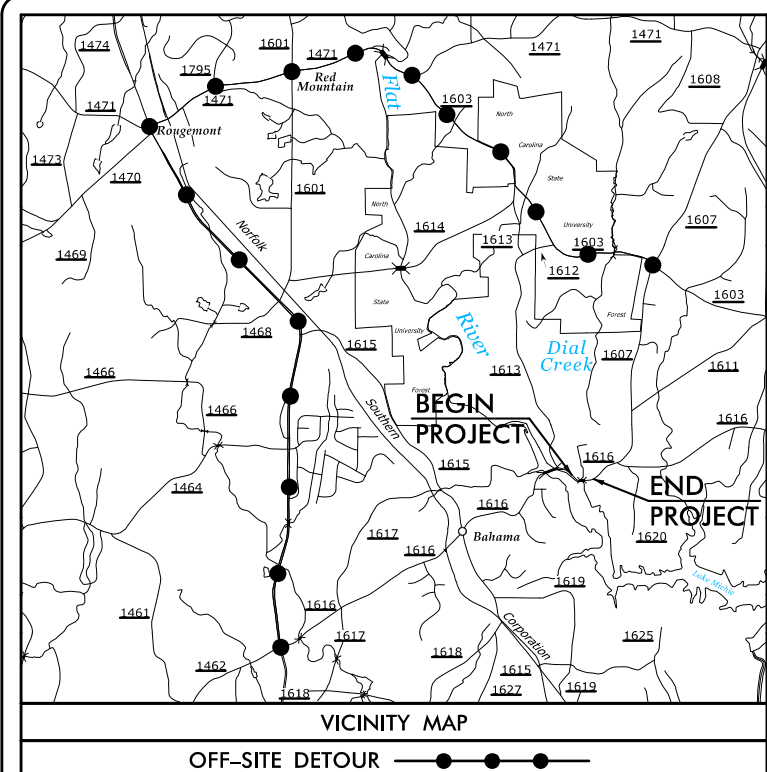 1474
1601
1471
1471
1471
1795
Red
Mountain
1608
1471
1471
Flat
1603
North
Rougemont
Carolina
1473
1470
State
1601
North
1607
University
Norfolk
1614
1613
1603
1469
Carolina
1612
1603
State
Forest
River
1468
University
1615
Dial
Creek
1607
1466
1613
1611
Forest
1466
BEGIN
PROJECT
Southern
1616
1615
1616
1464
END
PROJECT
1616
1617
Bahama
1620
1616
1619
Lake Michie
1461
1616
Corporation
1617
1625
1618
1462
1615
1618
1627
1619
VICINITY MAP
OFF–SITE DETOUR